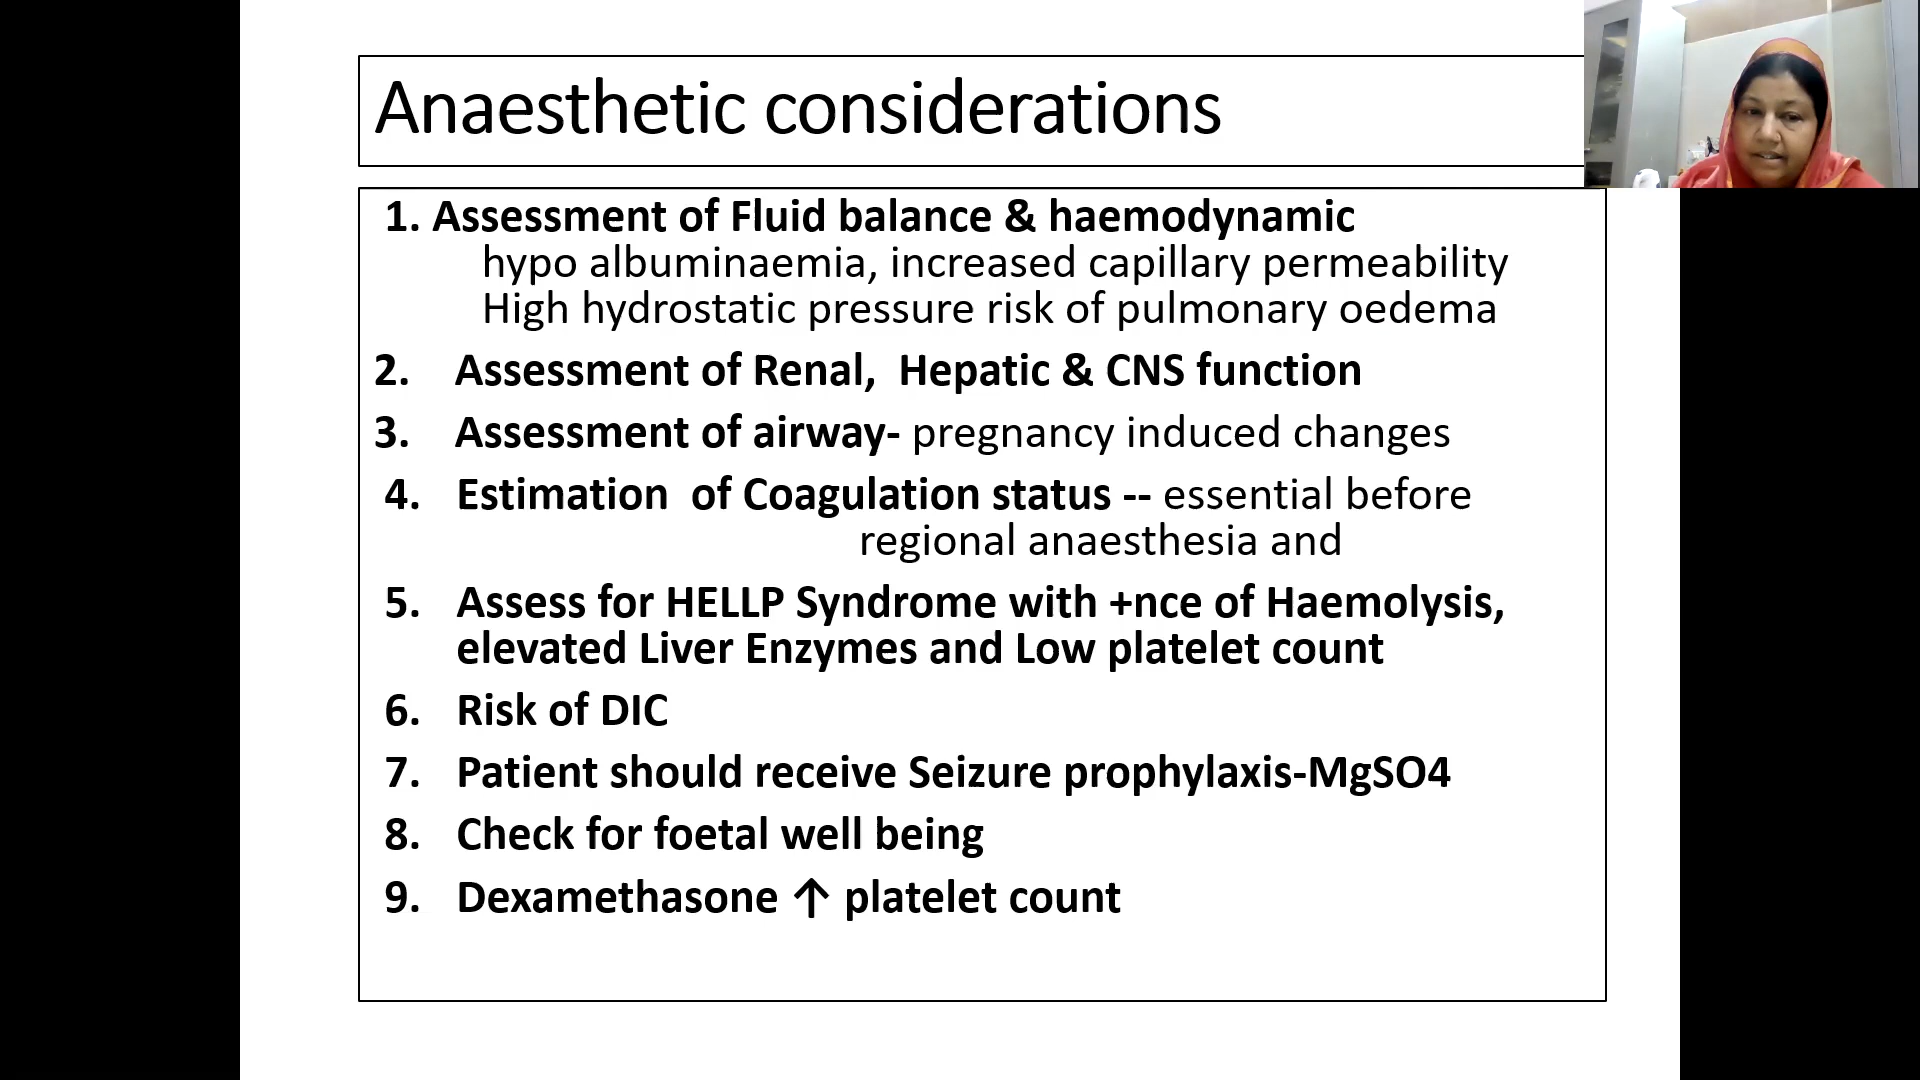 Anaesthetic considerations
1. Assessment of Fluid balance & haemodynamic
hypo albuminaemia, increased capillary permeability
High hydrostatic pressure risk of pulmonary oedema
2. Assessment of Renal, Hepatic & CNS function
3. Assessment of airway- pregnancy induced changes
4. Estimation of Coagulation status -- essential before
regional anaesthesia and
5. Assess for HELLP Syndrome with +nce of Haemolysis,
elevated Liver Enzymes and Low platelet count
6. Risk of DIC
7. Patient should receive Seizure prophylaxis-MgSO4
8. Check for foetal well being
9. Dexamethasone ↑ platelet count